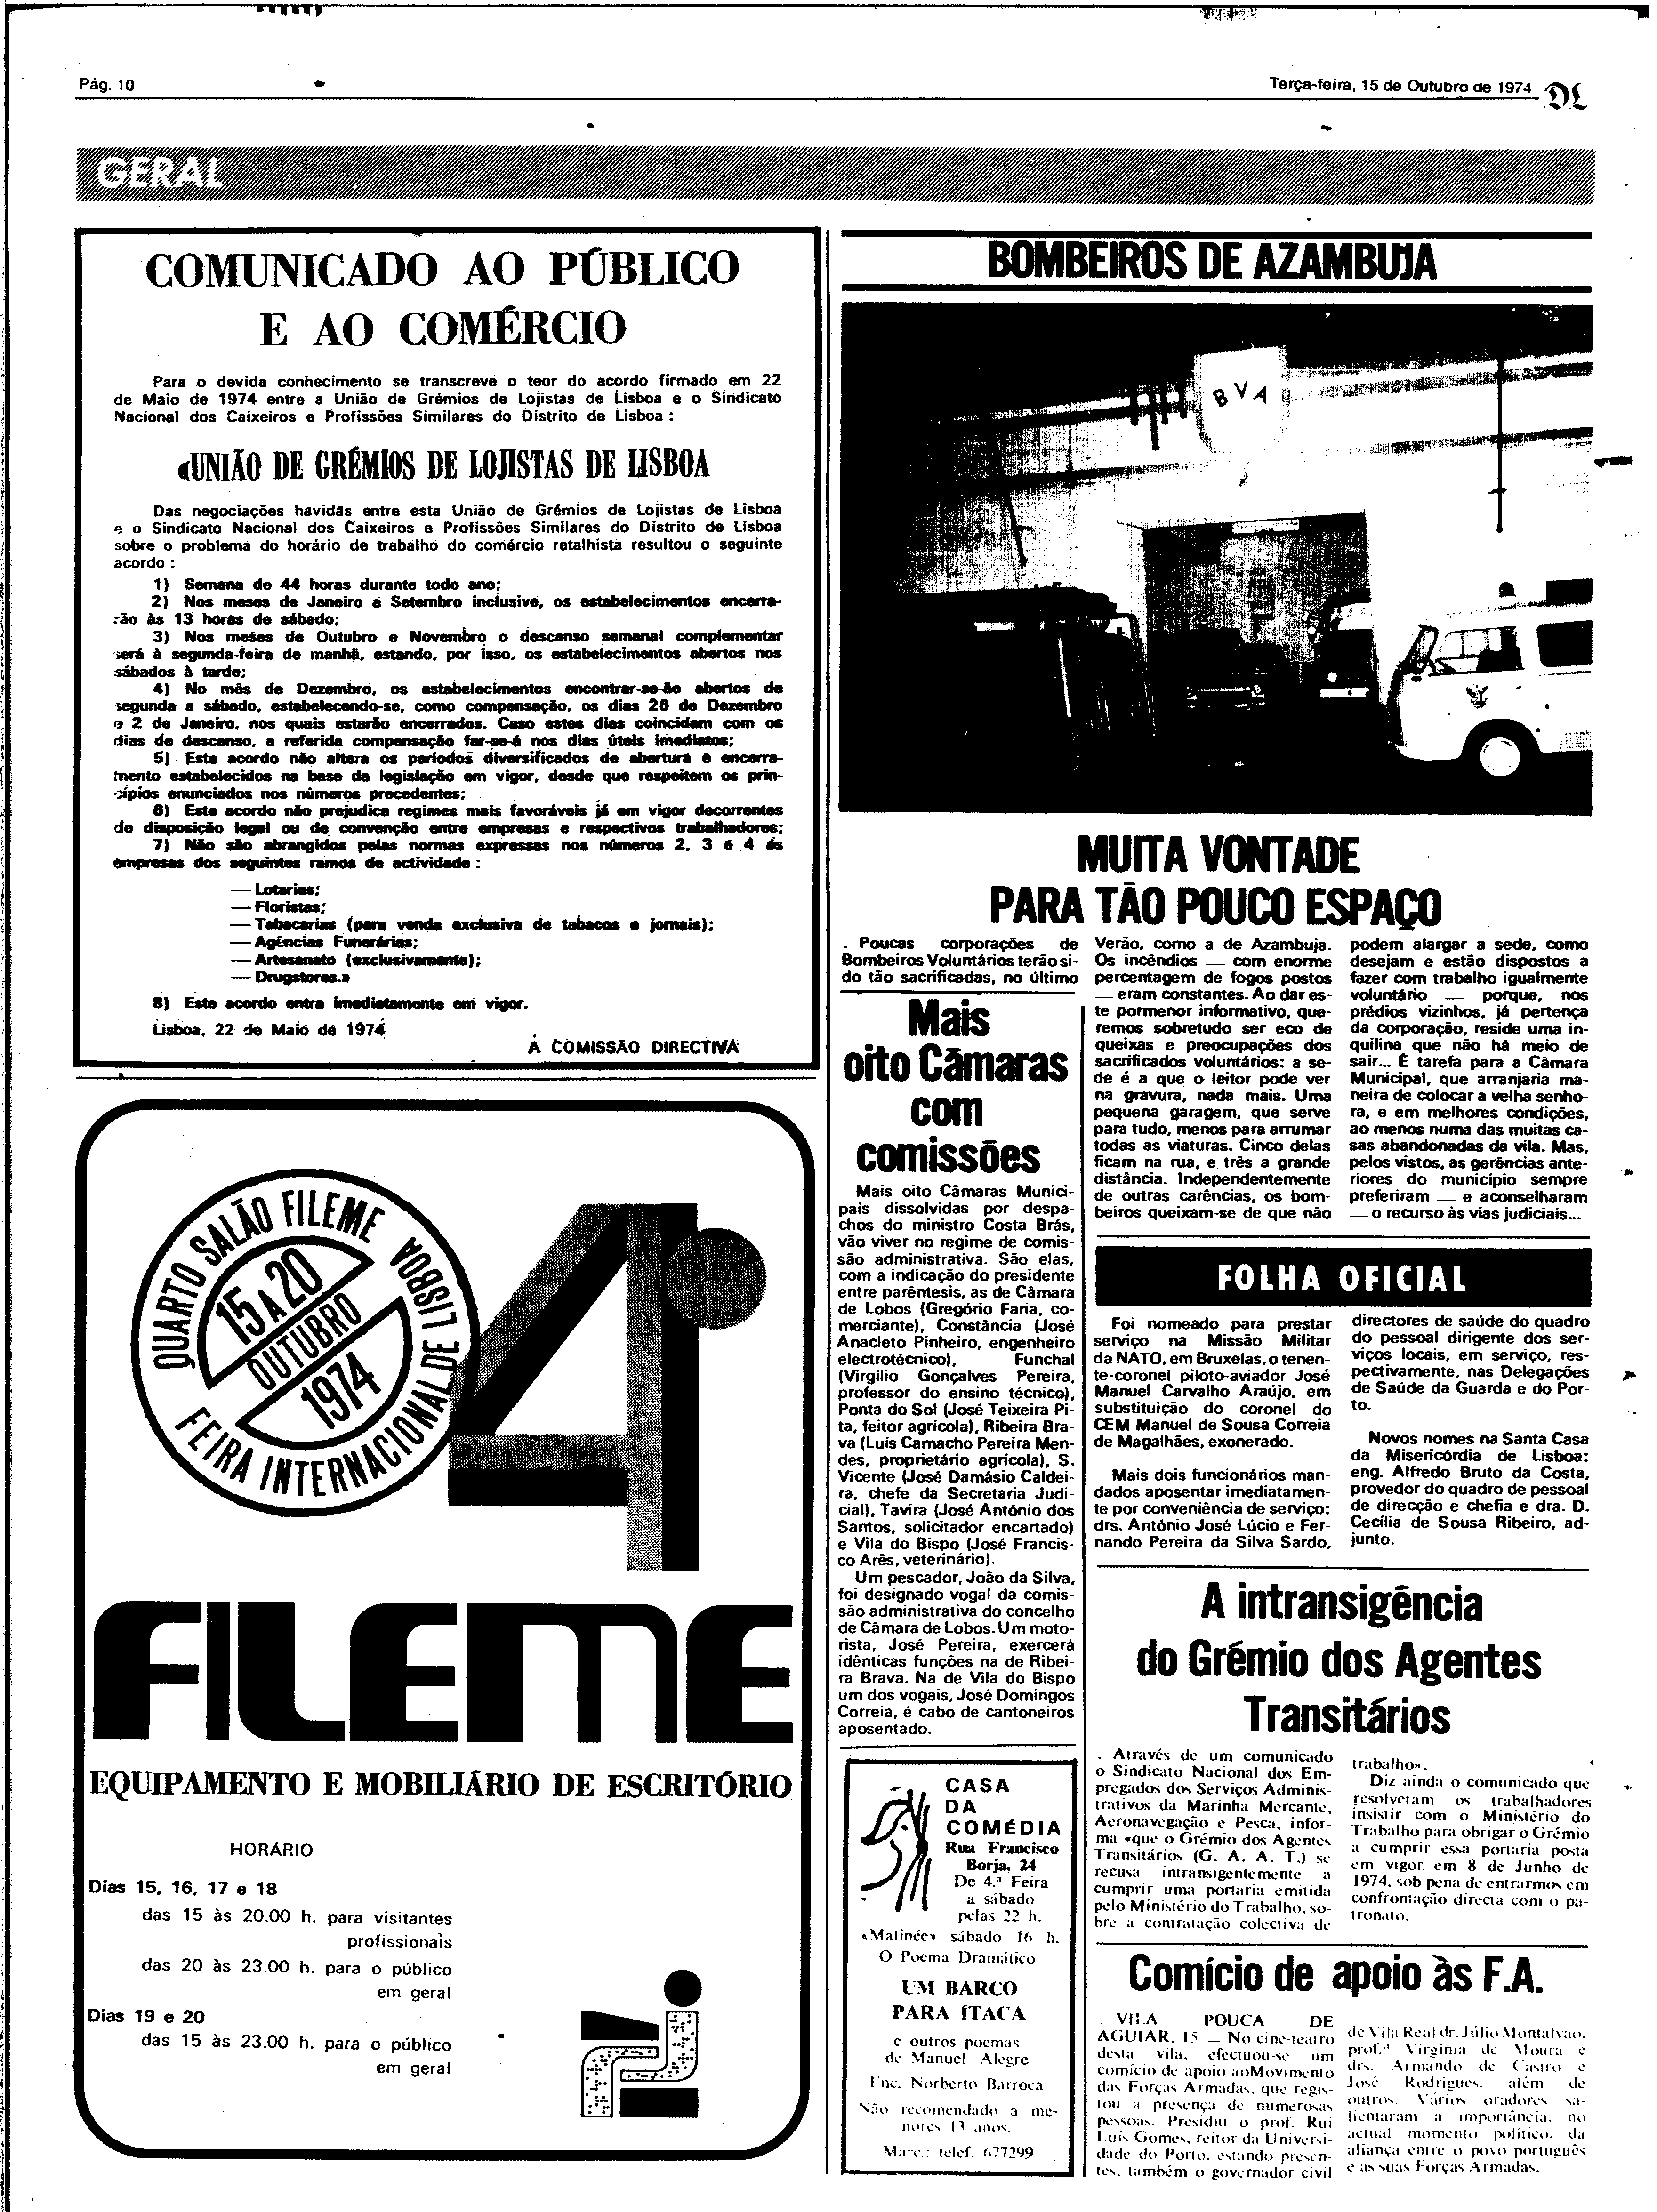 Pág. 10
Terça-feira, 15 de Outubro de 1974
DL
GERAL
COMUNICADO AO PÚBLICO
E AO COMÉRCIO
Para o devida conhecimento se transcreve o teor do acordo firmado em 22
de Maio de 1974 entre a União de Grémios de Lojistas de Lisboa e o Sindicato
Nacional dos Caixeiros e Profissões Similares do Distrito de Lisboa :
«UNIÃO DE GRÉMIOS DE LOJISTAS DE LISBOA
Das negociações havidas entre esta União de Grémios de Lojistas de Lisboa
e o Sindicato Nacional dos Caixeiros e Profissões Similares do Distrito de Lisboa
sobre o problema do horário de trabalho do comércio retalhista resultou o seguinte
acordo :
1) Semana de 44 horas durante todo ano;
2) Nos meses de Janeiro a Setembro inclusive, os estabelecimentos encerra-
rão às 13 horas de sábado;
3) Nos meses de Outubro e Novembro o descanso semanal complementar
será à segunda-feira de manhã, estando, por isso, os estabelecimentos abertos nos
sábados à tarde;
4) No mês de Dezembro, os estabelecimentos encontrar-se-ão abertos de
segunda a sábado, estabelecendo-se, como compensação, os dias 26 de Dezembro
e 2 de Janeiro, nos quais estarão encerrados. Caso estes dias coincidam com os
dias de descanso, a referida compensação far-se-á nos dias úteis imediatos;
5) Este acordo não altera os períodos diversificados de abertura e encerra-
mento estabelecidos na base da legislação em vigor, desde que respeitem os prin-
cípios enunciados nos números precedentes;
6) Este acordo não prejudica regimes mais favoráveis já em vigor decorrentes
de disposição legal ou de convenção entre empresas e respectivos trabalhadores;
7) Não são abrangidos pelas normas expressas nos números 2, 3 e 4 as
empresas dos seguintes ramos de actividade :
— Lotarias;
— Floristas;
— Tabacarias (para venda exclusiva de tabacos e jornais);
— Agências Funerárias;
— Artesanato (exclusivamente);
— Drugstores.»
8) Este acordo entra imediatamente em vigor.
Lisboa, 22 de Maio de 1974
A COMISSÃO DIRECTIVA
QUARTO SALÃO FILEME
15 A 20
OUTUBRO
1974
FEIRA INTERNACIONAL DE LISBOA
4º
FILEME
EQUIPAMENTO E MOBILIÁRIO DE ESCRITÓRIO
HORÁRIO
Dias 15, 16, 17 e 18
das 15 às 20.00 h. para visitantes
profissionais
das 20 às 23.00 h. para o público
em geral
Dias 19 e 20
das 15 às 23.00 h. para o público
em geral
BOMBEIROS DE AZAMBUJA
B V A
MUITA VONTADE
PARA TÃO POUCO ESPAÇO
. Poucas corporações de
Bombeiros Voluntários terão si-
do tão sacrificadas, no último
Verão, como a de Azambuja.
Os incêndios — com enorme
percentagem de fogos postos
— eram constantes. Ao dar es-
te pormenor informativo, que-
remos sobretudo ser eco de
queixas e preocupações dos
sacrificados voluntários: a se-
de é a que o leitor pode ver
na gravura, nada mais. Uma
pequena garagem, que serve
para tudo, menos para arrumar
todas as viaturas. Cinco delas
ficam na rua, e três a grande
distância. Independentemente
de outras carências, os bom-
beiros queixam-se de que não
podem alargar a sede, como
desejam e estão dispostos a
fazer com trabalho igualmente
voluntário — porque, nos
prédios vizinhos, já pertença
da corporação, reside uma in-
quilina que não há meio de
sair... É tarefa para a Câmara
Municipal, que arranjaria ma-
neira de colocar a velha senho-
ra, e em melhores condições,
ao menos numa das muitas ca-
sas abandonadas da vila. Mas,
pelos vistos, as gerências ante-
riores do município sempre
preferiram — e aconselharam
— o recurso às vias judiciais...
Mais
oito Câmaras
com
comissões
Mais oito Câmaras Munici-
pais dissolvidas por despa-
chos do ministro Costa Brás,
vão viver no regime de comis-
são administrativa. São elas,
com a indicação do presidente
entre parêntesis, as de Câmara
de Lobos (Gregório Faria, co-
merciante), Constância (José
Anacleto Pinheiro, engenheiro
electrotécnico), Funchal
(Virgílio Gonçalves Pereira,
professor do ensino técnico),
Ponta do Sol (José Teixeira Pi-
ta, feitor agrícola), Ribeira Bra-
va (Luís Camacho Pereira Men-
des, proprietário agrícola), S.
Vicente (José Damásio Caldei-
ra, chefe da Secretaria Judi-
cial), Tavira (José António dos
Santos, solicitador encartado)
e Vila do Bispo (José Francis-
co Arês, veterinário).
Um pescador, João da Silva,
foi designado vogal da comis-
são administrativa do concelho
de Câmara de Lobos. Um moto-
rista, José Pereira, exercerá
idênticas funções na de Ribei-
ra Brava. Na de Vila do Bispo
um dos vogais, José Domingos
Correia, é cabo de cantoneiros
aposentado.
CASA
DA
COMÉDIA
Rua Francisco
Borja, 24
De 4.ª Feira
a sábado
pelas 22 h.
«Matinée» sábado 16 h.
O Poema Dramático
UM BARCO
PARA ÍTACA
e outros poemas
de Manuel Alegre
Enc. Norberto Barroca
Não recomendado a me-
nores 13 anos.
Marc.: telef. 677299
FOLHA OFICIAL
Foi nomeado para prestar
serviço na Missão Militar
da NATO, em Bruxelas, o tenen-
te-coronel piloto-aviador José
Manuel Carvalho Araújo, em
substituição do coronel do
CEM Manuel de Sousa Correia
de Magalhães, exonerado.
Mais dois funcionários man-
dados aposentar imediatamen-
te por conveniência de serviço:
drs. António José Lúcio e Fer-
nando Pereira da Silva Sardo,
directores de saúde do quadro
do pessoal dirigente dos ser-
viços locais, em serviço, res-
pectivamente, nas Delegações
de Saúde da Guarda e do Por-
to.
Novos nomes na Santa Casa
da Misericórdia de Lisboa:
eng. Alfredo Bruto da Costa,
provedor do quadro de pessoal
de direcção e chefia e dra. D.
Cecília de Sousa Ribeiro, ad-
junto.
A intransigência
do Grémio dos Agentes
Transitários
. Através de um comunicado
o Sindicato Nacional dos Em-
pregados dos Serviços Adminis-
trativos da Marinha Mercante,
Aeronavegação e Pesca, infor-
ma «que o Grémio dos Agentes
Transitários (G. A. A. T.) se
recusa intransigentemente a
cumprir uma portaria emitida
pelo Ministério do Trabalho, so-
bre a contratação colectiva de
trabalho».
Diz ainda o comunicado que
resolveram os trabalhadores
insistir com o Ministério do
Trabalho para obrigar o Grémio
a cumprir essa portaria posta
em vigor em 8 de Junho de
1974, sob pena de entrarmos em
confrontação directa com o pa-
tronato.
Comício de apoio às F.A.
. VILA POUCA DE
AGUIAR, 15 — No cine-teatro
desta vila, efectuou-se um
comício de apoio aoMovimento
das Forças Armadas, que regis-
tou a presença de numerosas
pessoas. Presidiu o prof. Rui
Luís Gomes, reitor da Universi-
dade do Porto, estando presen-
tes, também o governador civil
de Vila Real dr. Júlio Montalvão,
prof.ª Virgínia de Moura e
drs. Armando de Castro e
José Rodrigues, além de
outros. Vários oradores sa-
lientaram a importância, no
actual momento político, da
aliança entre o povo português
e as suas Forças Armadas.